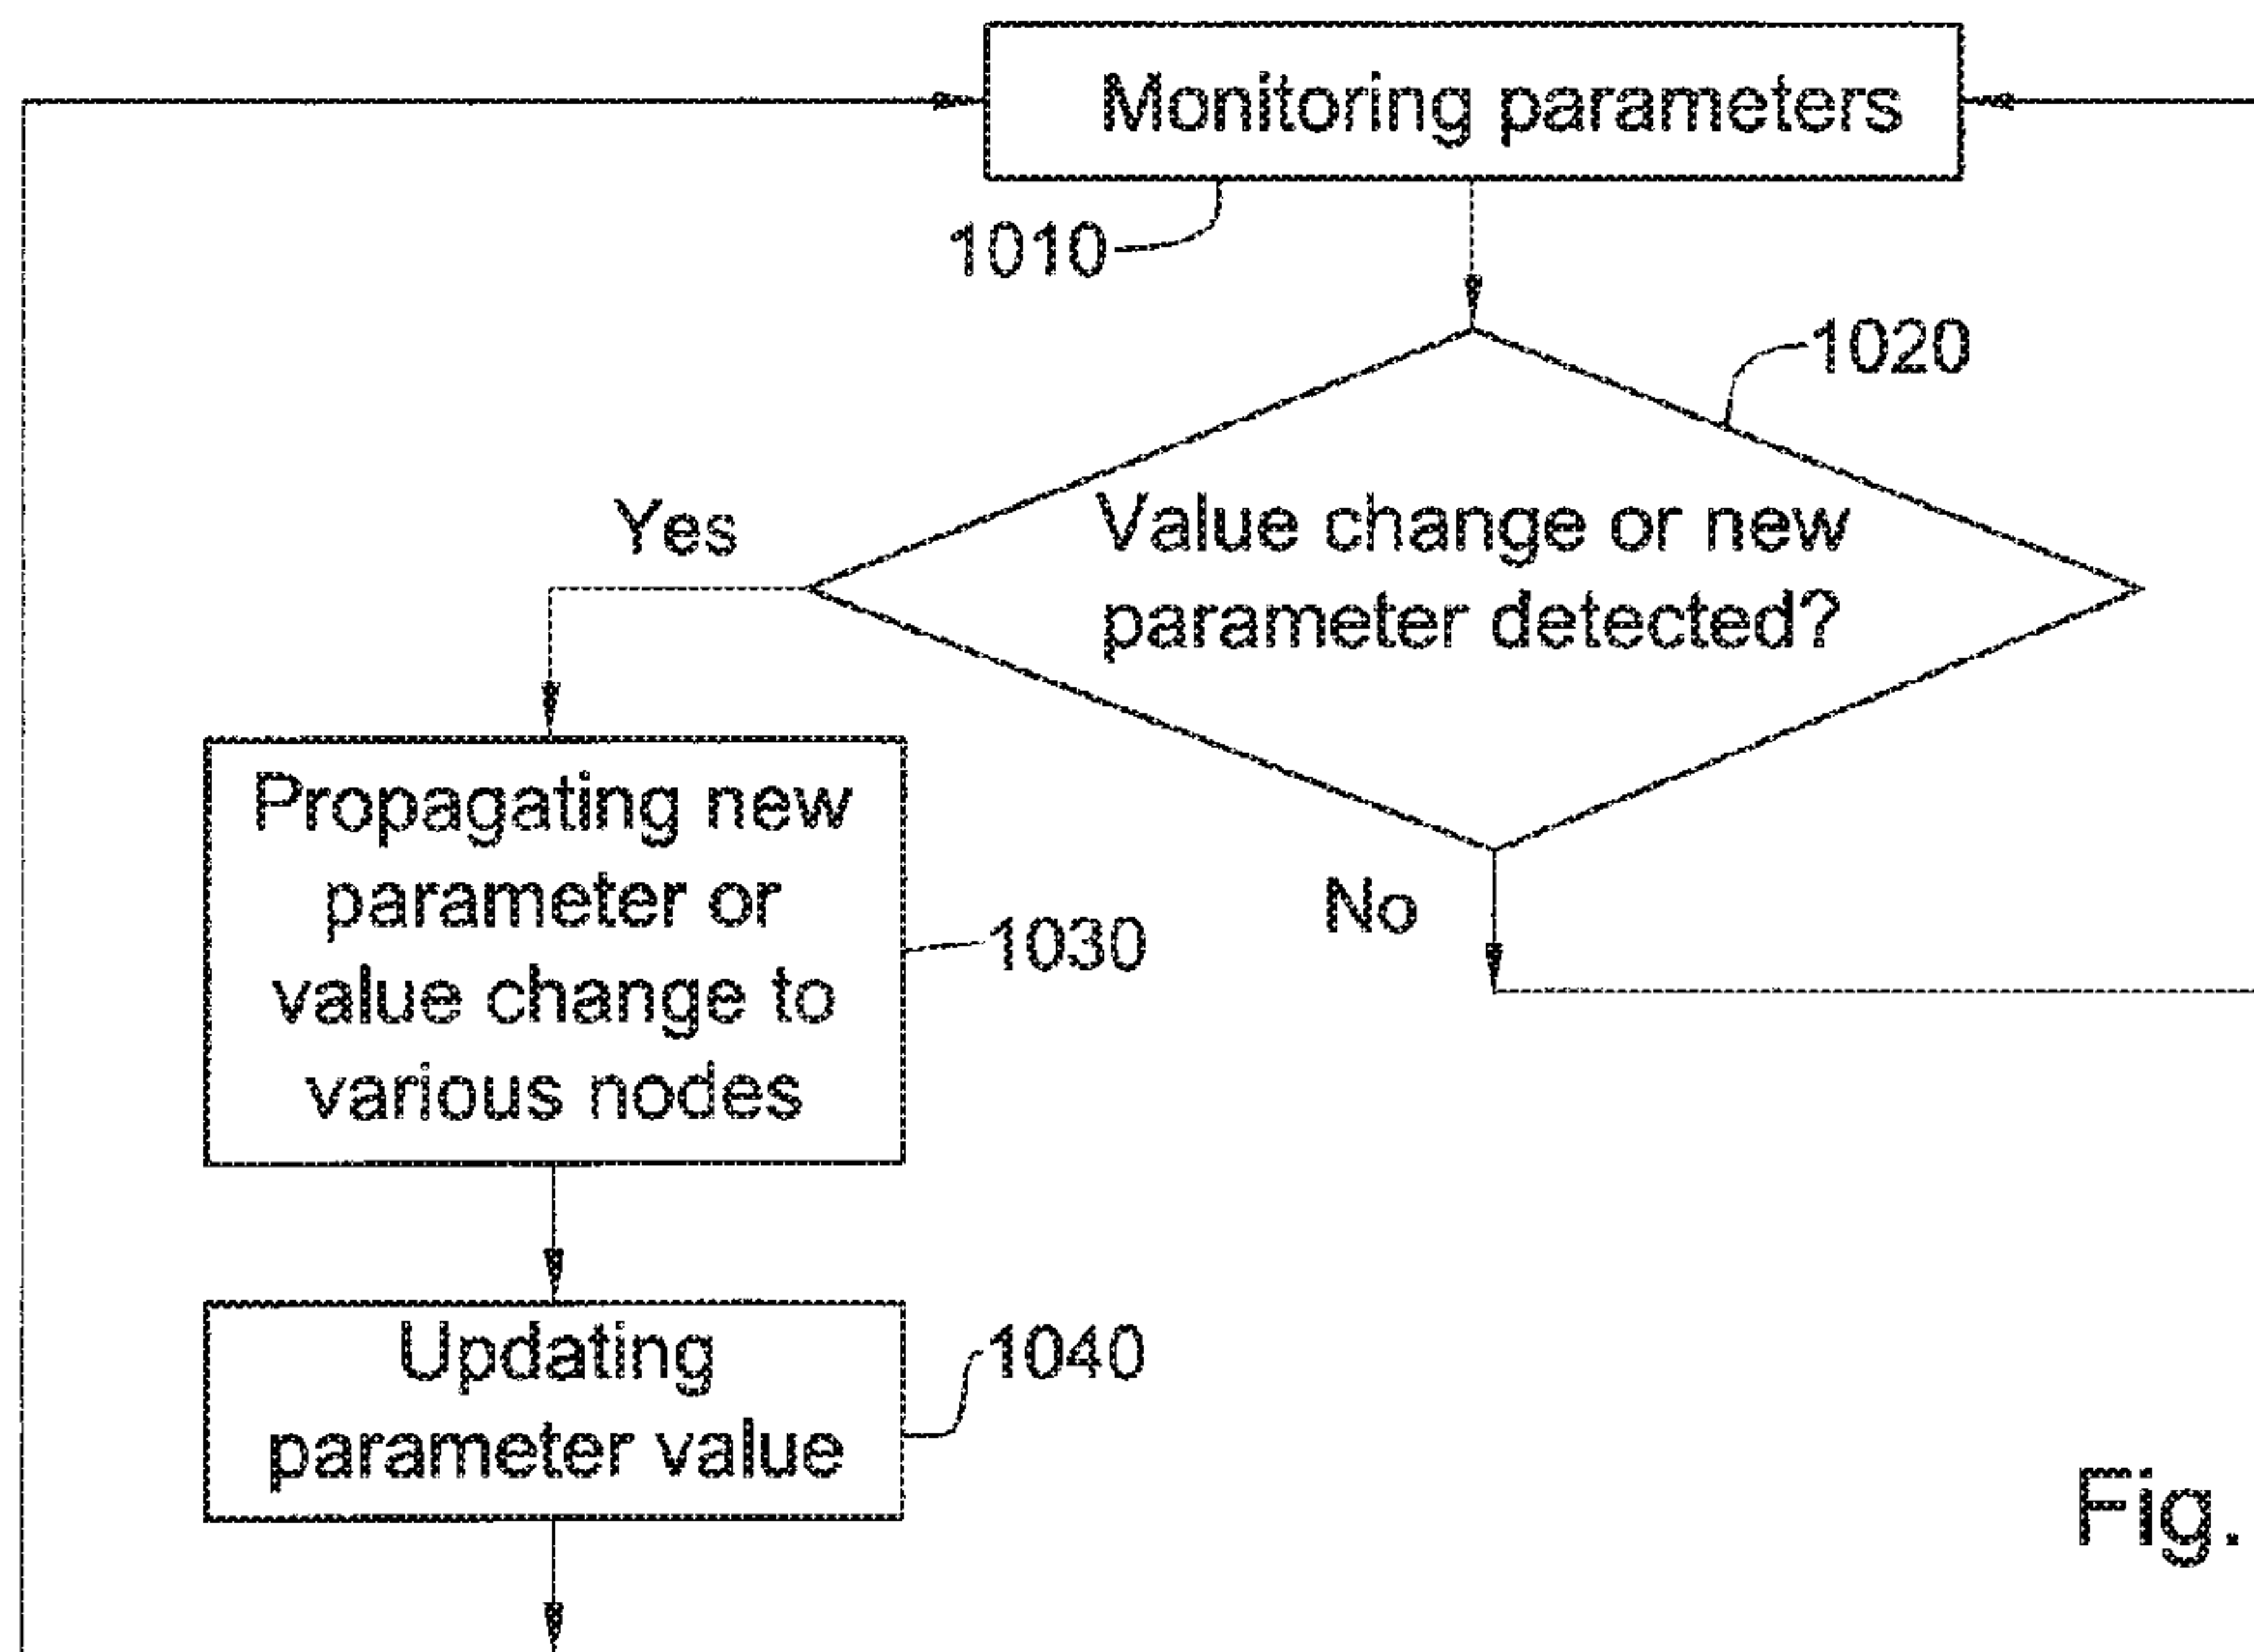 Monitoring parameters
1010
1020
Value change or new
parameter detected?
Yes
No
Propagating new
parameter or
value change to
various nodes
1030
Updating
parameter value
1040
Fig.